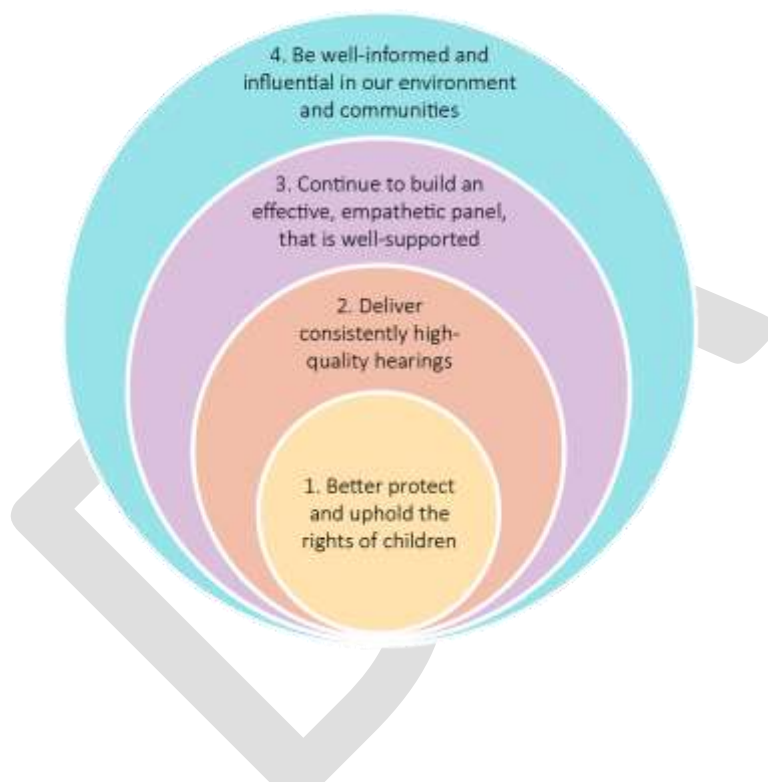 4. Be well-informed and
influential in our environment
and communities
3. Continue to build an
effective, empathetic panel,
that is well-supported
2. Deliver
consistently high-
quality hearings
1. Better protect
and uphold the
rights of children